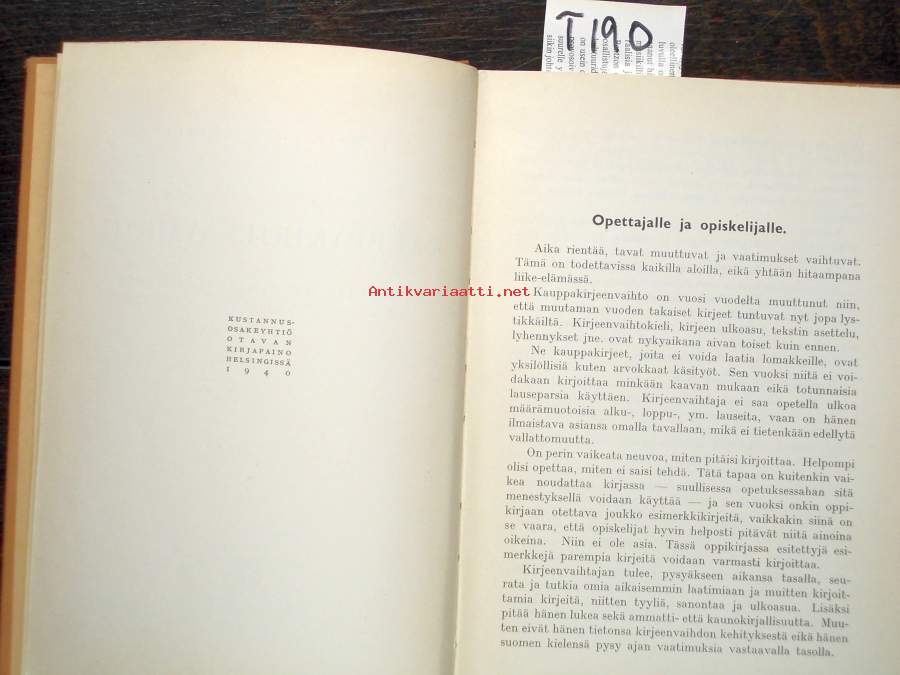 T190
KUSTANNUS-
OSAKEYHTIÖ
OTAVAN
KIRJAPAINO
HELSINGISSÄ
1940
Antikvariaatti.net
Opettajalle ja opiskelijalle.
Aika rientää, tavat muuttuvat ja vaatimukset vaihtuvat.
Tämä on todettavissa kaikilla aloilla, eikä yhtään hitaampana
liike-elämässä.
Kauppakirjeenvaihto on vuosi vuodelta muuttunut niin,
että muutaman vuoden takaiset kirjeet tuntuvat nyt jopa lys-
tikkäiltä. Kirjeenvaihtokieli, kirjeen ulkoasu, tekstin asettelu,
lyhennykset jne. ovat nykyaikana aivan toiset kuin ennen.
Ne kauppakirjeet, joita ei voida laatia lomakkeille, ovat
yksilöllisiä kuten arvokkaat käsityöt. Sen vuoksi niitä ei voi-
dakaan kirjoittaa minkään kaavan mukaan eikä totunnaisia
lauseparsia käyttäen. Kirjeenvaihtaja ei saa opetella ulkoa
määrämuotoisia alku-, loppu-, ym. lauseita, vaan on hänen
ilmaistava asiansa omalla tavallaan, mikä ei tietenkään edellytä
vallattomuutta.
On perin vaikeata neuvoa, miten pitäisi kirjoittaa. Helpompi
olisi opettaa, miten ei saisi tehdä. Tätä tapaa on kuitenkin vai-
kea noudattaa kirjassa — suullisessa opetuksessahan sitä
menestyksellä voidaan käyttää — ja sen vuoksi onkin oppi-
kirjaan otettava joukko esimerkkikirjeitä, vaikkakin siinä on
se vaara, että opiskelijat hyvin helposti pitävät niitä ainoina
oikeina. Niin ei ole asia. Tässä oppikirjassa esitettyjä esi-
merkkejä parempia kirjeitä voidaan varmasti kirjoittaa.
Kirjeenvaihtajan tulee, pysyäkseen aikansa tasalla, seu-
rata ja tutkia omia aikaisemmin laatimiaan ja muitten kirjoit-
tamia kirjeitä, niitten tyyliä, sanontaa ja ulkoasua. Lisäksi
pitää hänen lukea sekä ammatti- että kaunokirjallisuutta. Muu-
ten eivät hänen tietonsa kirjeenvaihdon kehityksestä eikä hänen
suomen kielensä pysy ajan vaatimuksia vastaavalla tasolla.